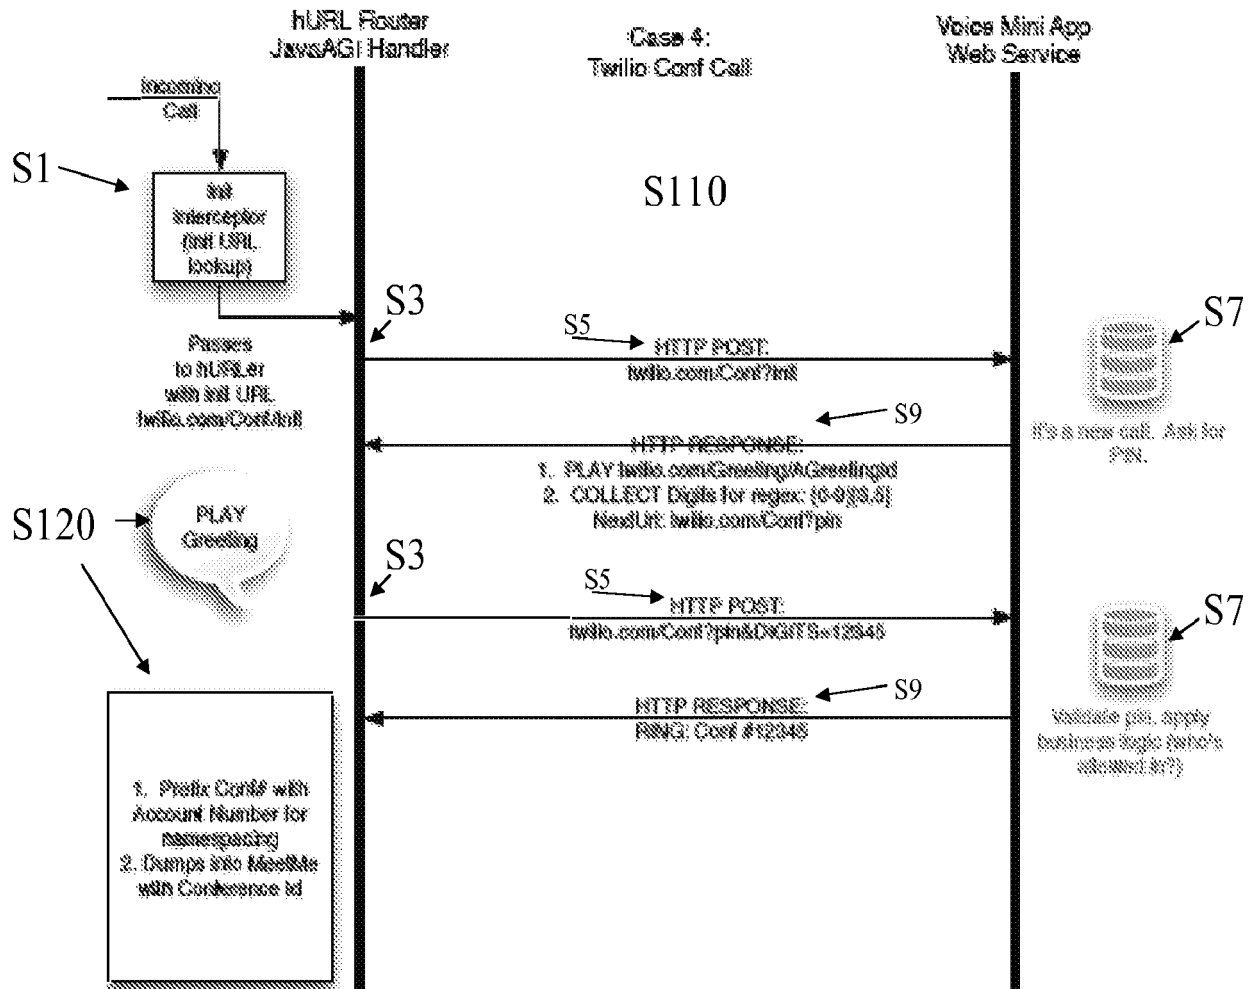 hURL Router
JavaAGI Handler
Case 4:
Twilio Conf Call
Voice Mini App
Web Service
Incoming
Call
S1
Init
Interceptor
(Init URL
lookup)
S110
S3
S5
HTTP POST:
twilio.com/Conf?init
S7
Passes
to hURLer
with init URL
twilio.com/Conf/init
S9
HTTP RESPONSE:
1. PLAY twilio.com/Greeting/AGreetingId
2. COLLECT Digits for regex: [0-9]{3,5}
NextUrl: twilio.com/Conf?pin
It's a new call. Ask for
PIN.
S120
PLAY
Greeting
S3
S5
HTTP POST:
twilio.com/Conf?pin&DIGITS=12345
S7
S9
HTTP RESPONSE:
RING: Conf #12345
Validate pin, apply
business logic (who's
allowed in?)
1. Prefix Conf# with
Account Number for
namespacing
2. Dumps into MeetMe
with Conference Id